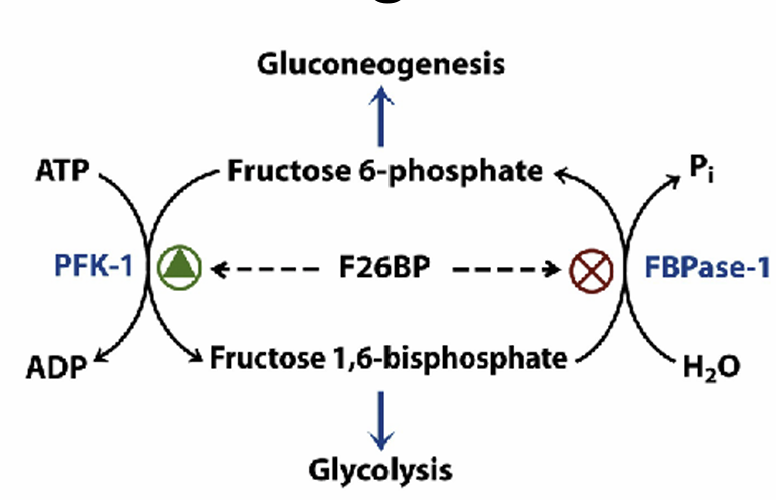 Gluconeogenesis
ATP
Fructose 6-phosphate
Pi
PFK-1
F26BP
FBPase-1
ADP
Fructose 1,6-bisphosphate
H₂O
Glycolysis